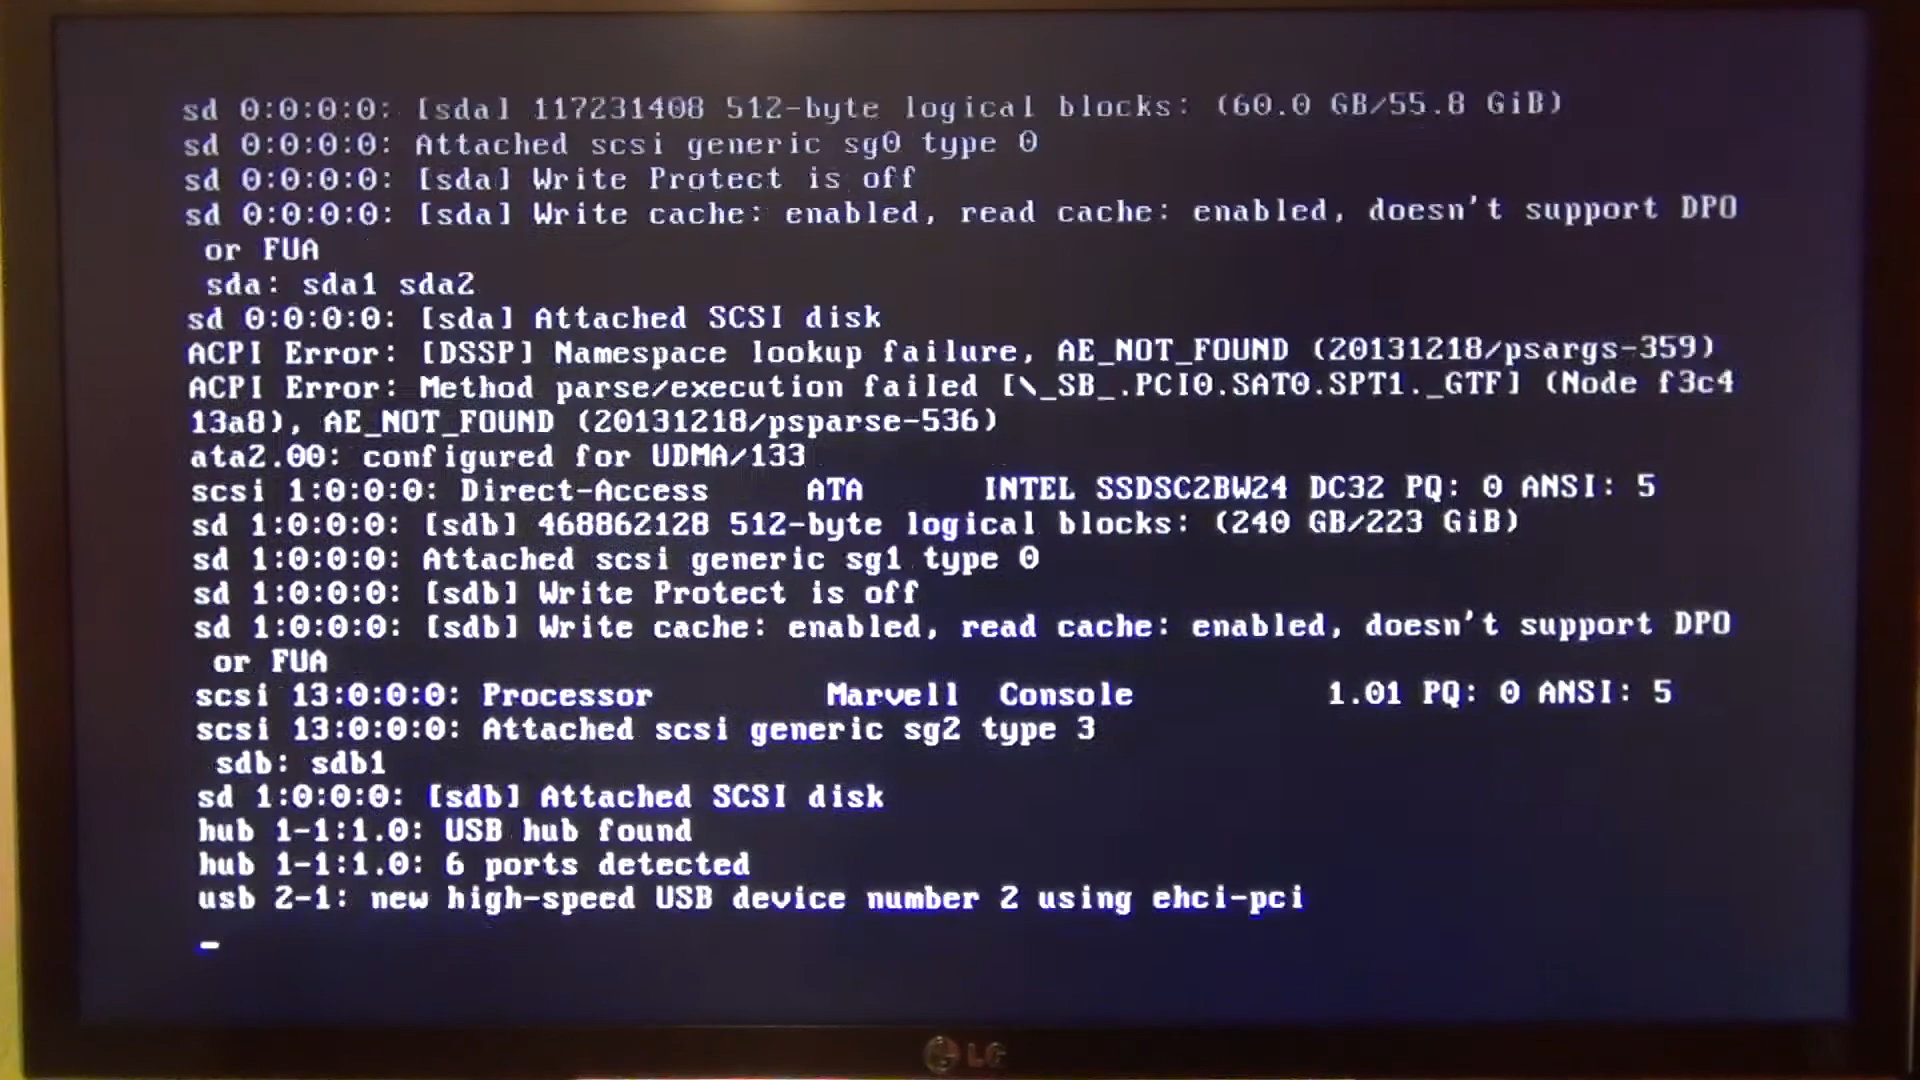 sd 0:0:0:0: [sda] 117231408 512-byte logical blocks: (60.0 GB/55.8 GiB)
sd 0:0:0:0: Attached scsi generic sg0 type 0
sd 0:0:0:0: [sda] Write Protect is off
sd 0:0:0:0: [sda] Write cache: enabled, read cache: enabled, doesn't support DPO
or FUA
sda: sda1 sda2
sd 0:0:0:0: [sda] Attached SCSI disk
ACPI Error: [DSSP] Namespace lookup failure, AE_NOT_FOUND (20131218/psargs-359)
ACPI Error: Method parse/execution failed [\_SB_.PCI0.SAT0.SPT1._GTF] (Node f3c4
13a8), AE_NOT_FOUND (20131218/psparse-536)
ata2.00: configured for UDMA/133
scsi 1:0:0:0: Direct-Access     ATA      INTEL SSDSC2BW24 DC32 PQ: 0 ANSI: 5
sd 1:0:0:0: [sdb] 468862128 512-byte logical blocks: (240 GB/223 GiB)
sd 1:0:0:0: Attached scsi generic sg1 type 0
sd 1:0:0:0: [sdb] Write Protect is off
sd 1:0:0:0: [sdb] Write cache: enabled, read cache: enabled, doesn't support DPO
or FUA
scsi 13:0:0:0: Processor         Marvell  Console          1.01 PQ: 0 ANSI: 5
scsi 13:0:0:0: Attached scsi generic sg2 type 3
sdb: sdb1
sd 1:0:0:0: [sdb] Attached SCSI disk
hub 1-1:1.0: USB hub found
hub 1-1:1.0: 6 ports detected
usb 2-1: new high-speed USB device number 2 using ehci-pci
_
LG